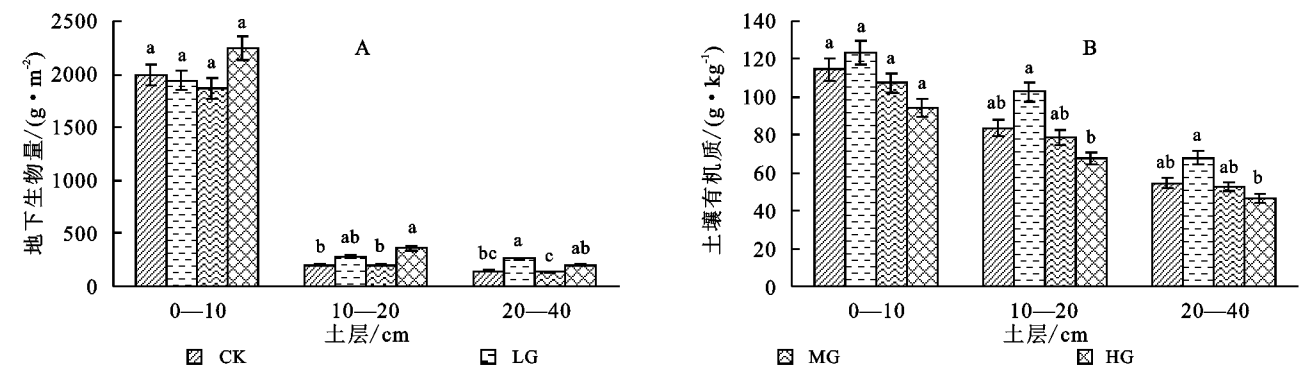 地下生物量/(g·m⁻²)
2500
2000
1500
1000
500
0
A
a a a a
b ab b a
bc a c ab
0—10 10—20 20—40
土层/cm
土壤有机质/(g·kg⁻¹)
140
120
100
80
60
40
20
0
B
a a a a
ab a ab b
ab a ab b
0—10 10—20 20—40
土层/cm
CK LG MG HG